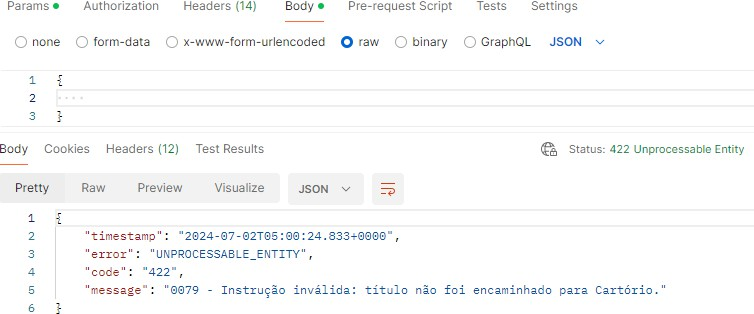 Params Authorization Headers (14) Body Pre-request Script Tests Settings
none form-data x-www-form-urlencoded raw binary GraphQL JSON
1 {
2
3 }
Body Cookies Headers (12) Test Results Status: 422 Unprocessable Entity
Pretty Raw Preview Visualize JSON
1 {
2 "timestamp": "2024-07-02T05:00:24.833+0000",
3 "error": "UNPROCESSABLE_ENTITY",
4 "code": "422",
5 "message": "0079 - Instrução inválida: título não foi encaminhado para Cartório."
6 }